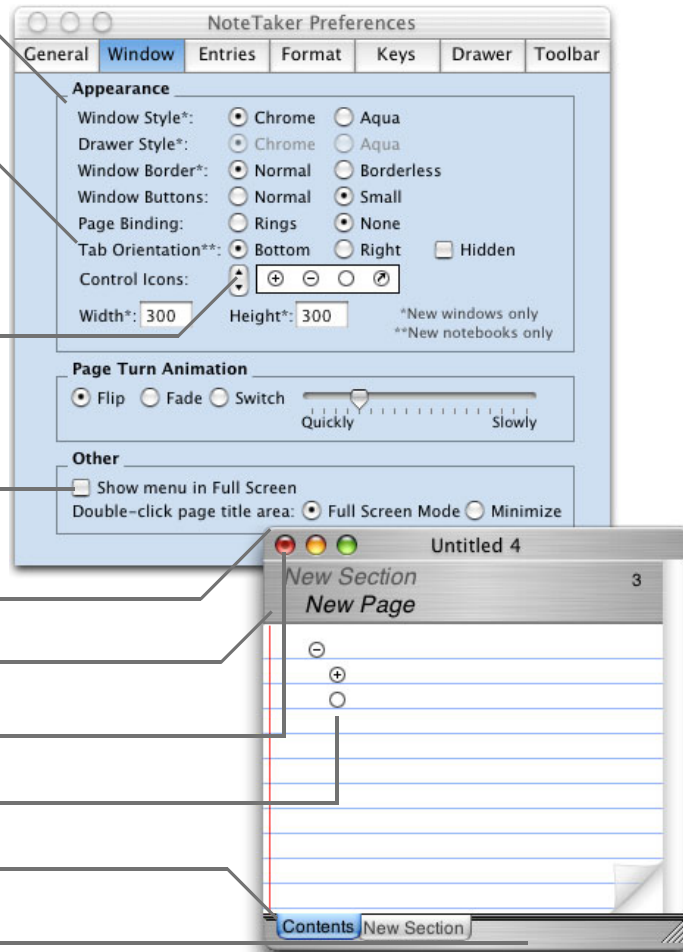 NoteTaker Preferences
General Window Entries Format Keys Drawer Toolbar
Appearance
Window Style*: Chrome Aqua
Drawer Style*: Chrome Aqua
Window Border*: Normal Borderless
Window Buttons: Normal Small
Page Binding: Rings None
Tab Orientation**: Bottom Right Hidden
Control Icons:
Width*: 300 Height*: 300 *New windows only
**New notebooks only
Page Turn Animation
Flip Fade Switch
Quickly Slowly
Other
Show menu in Full Screen
Double-click page title area: Full Screen Mode Minimize
Untitled 4
New Section 3
New Page
Contents New Section